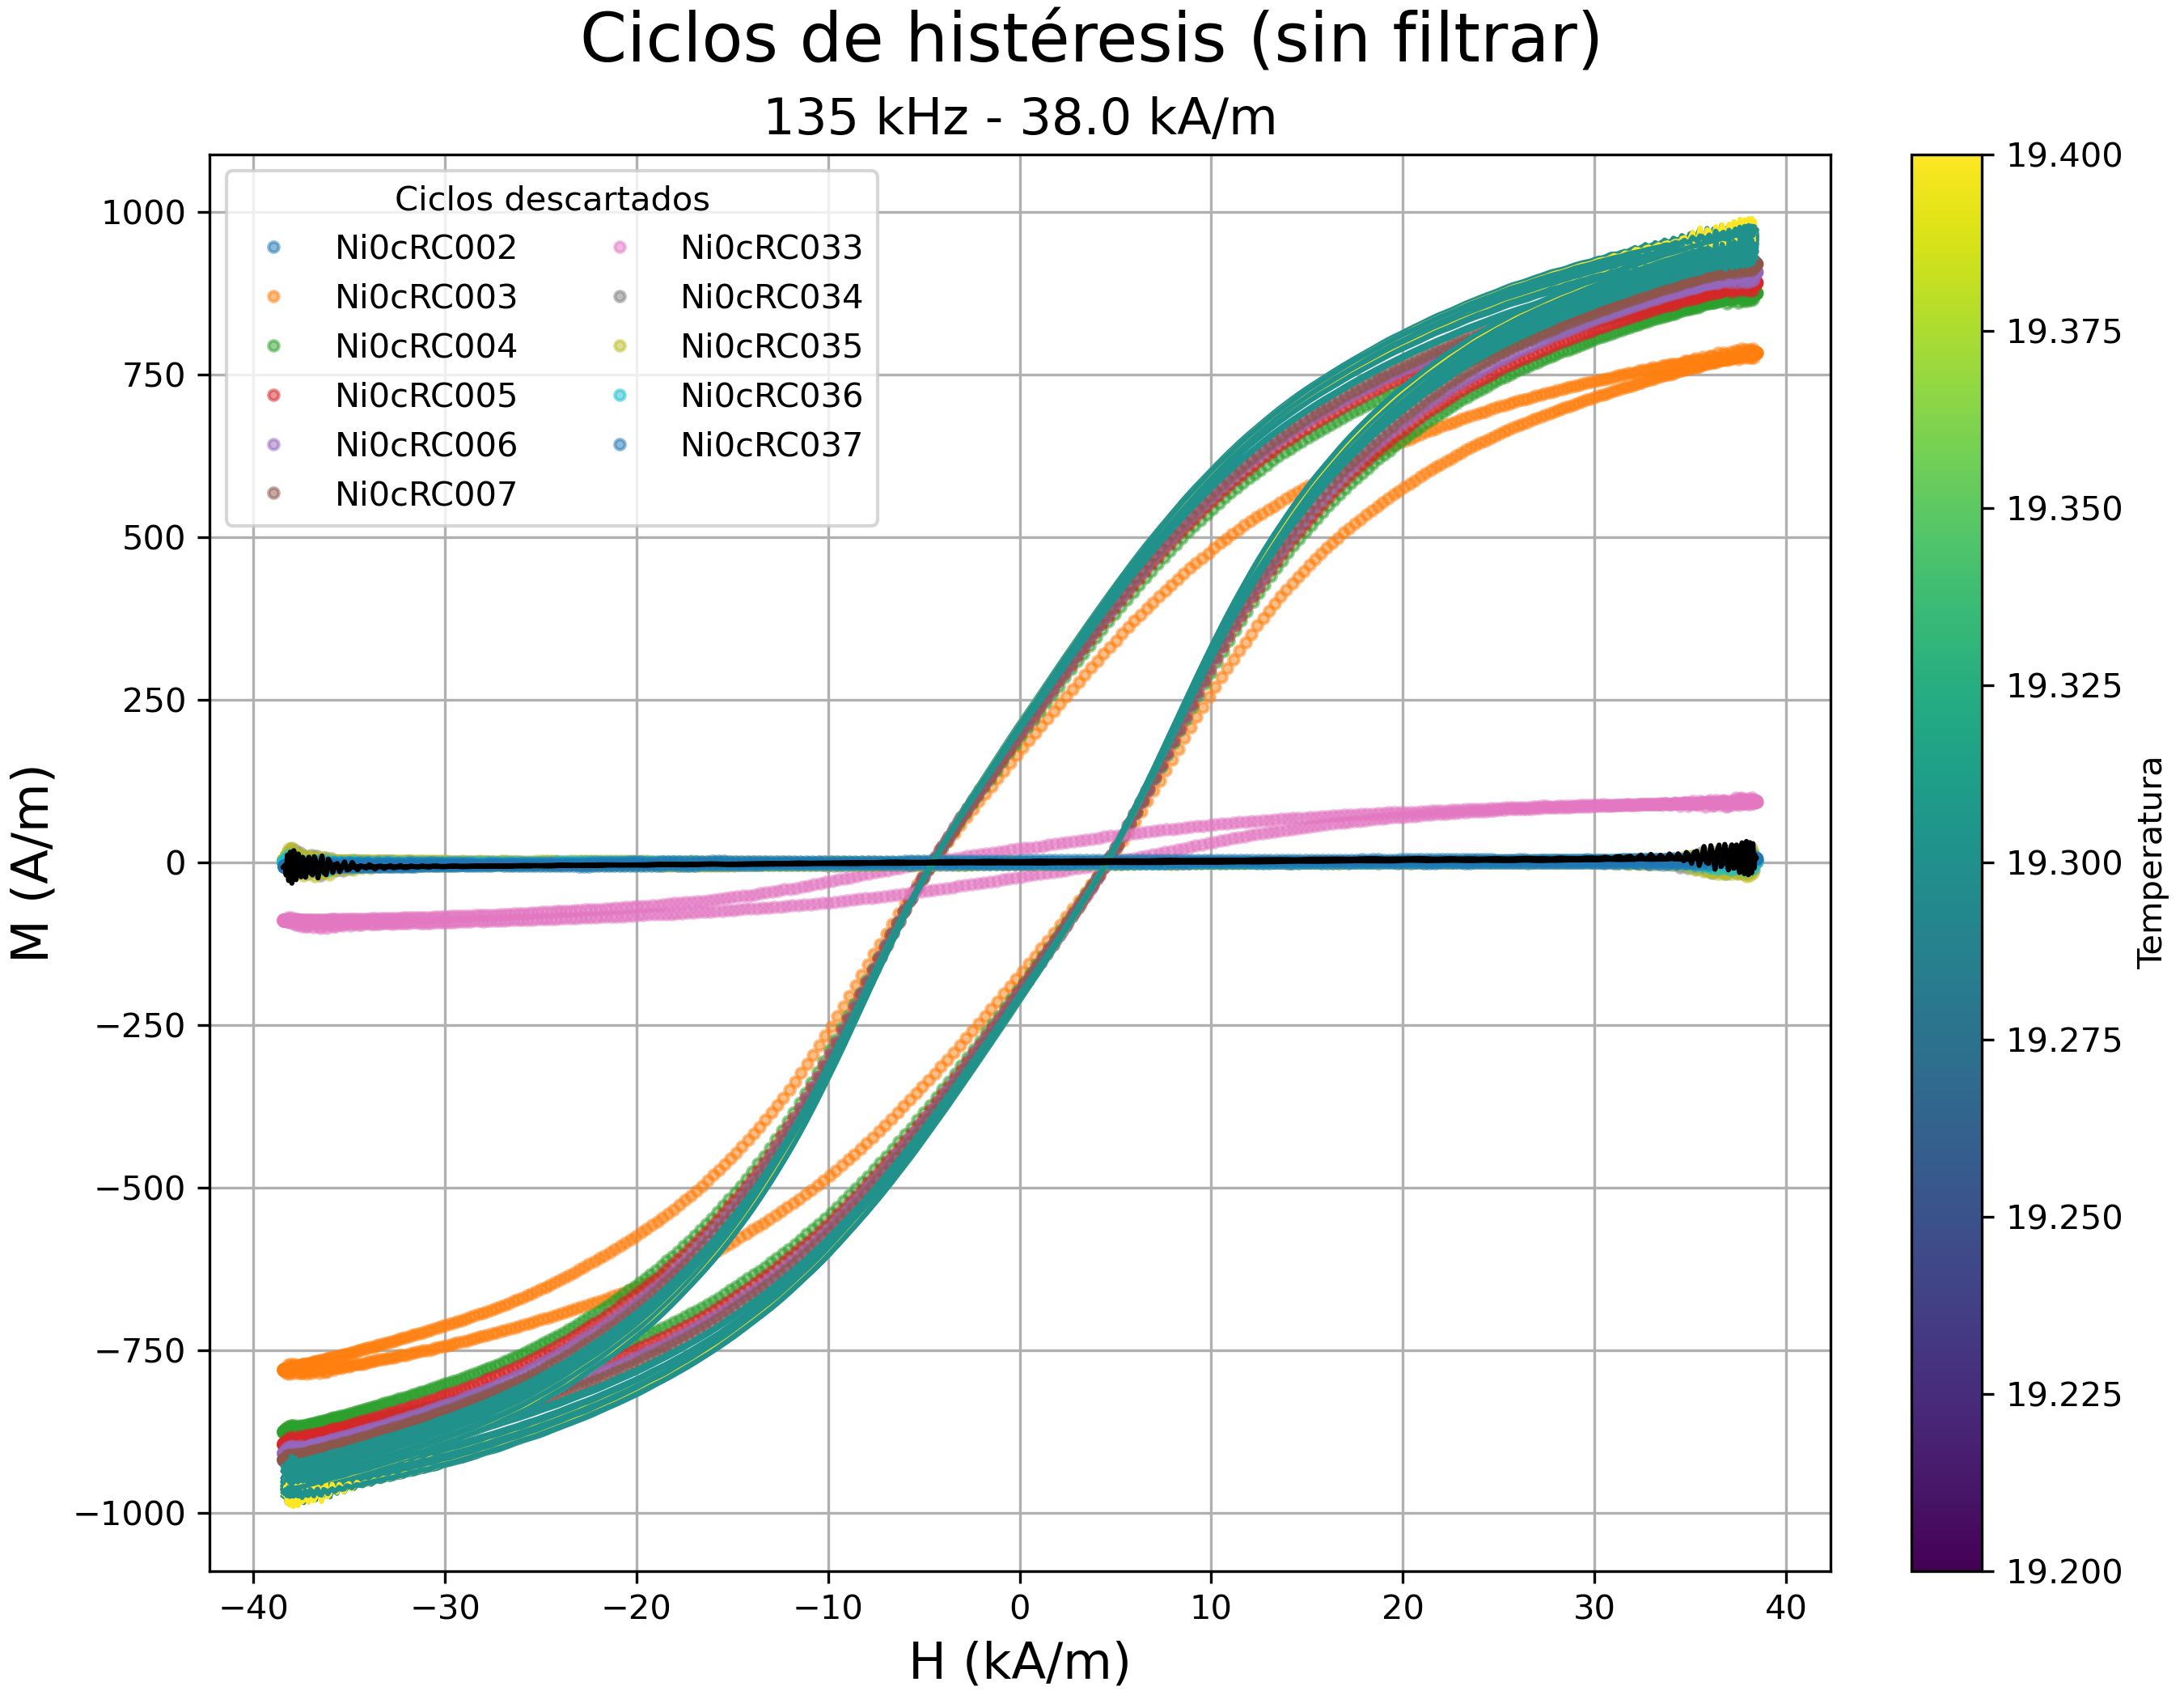 Ciclos de histéresis (sin filtrar)
135 kHz - 38.0 kA/m
Ciclos descartados
Ni0cRC002
Ni0cRC003
Ni0cRC004
Ni0cRC005
Ni0cRC006
Ni0cRC007
Ni0cRC033
Ni0cRC034
Ni0cRC035
Ni0cRC036
Ni0cRC037
M (A/m)
1000
750
500
250
0
−250
−500
−750
−1000
−40
−30
−20
−10
0
10
20
30
40
H (kA/m)
19.400
19.375
19.350
19.325
19.300
19.275
19.250
19.225
19.200
Temperatura